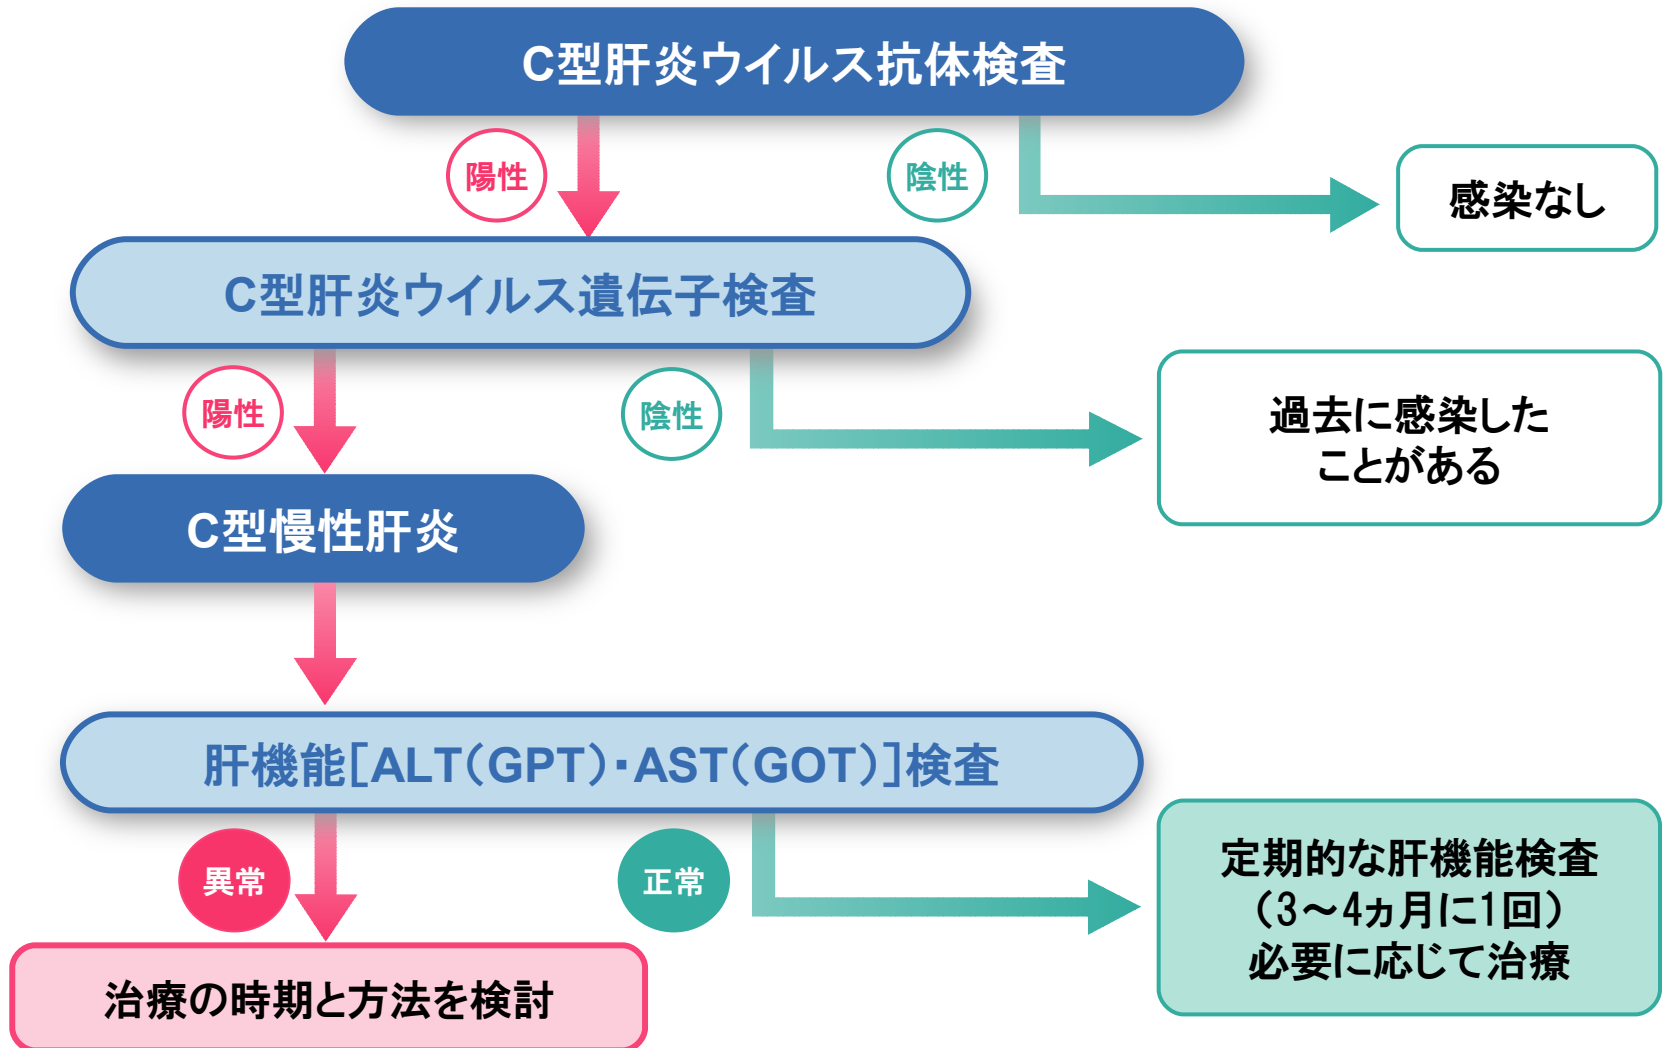 C型肝炎ウイルス抗体検査
陽性
陰性
感染なし
C型肝炎ウイルス遺伝子検査
陽性
陰性
過去に感染した
ことがある
C型慢性肝炎
肝機能［ALT（GPT）・AST（GOT）］検査
異常
正常
定期的な肝機能検査
（3～4ヵ月に1回）
必要に応じて治療
治療の時期と方法を検討